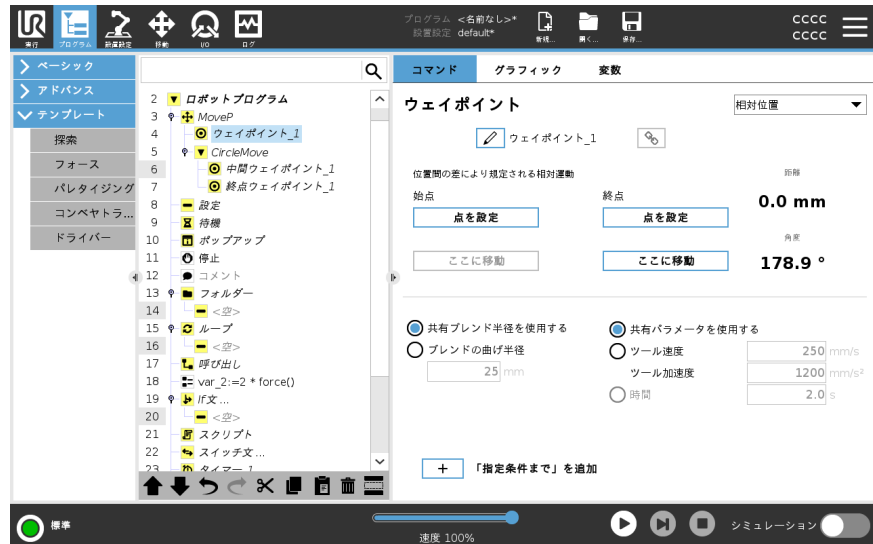 プログラム <名前なし>*
設置設定 default*
cccc
cccc
実行
プログラム
設置設定
移動
I/O
ログ
新規...
開く...
保存...
ベーシック
アドバンス
テンプレート
探索
フォース
パレタイジング
コンベヤトラ...
ドライバー
2 ロボットプログラム
3 MoveP
4 ウェイポイント_1
5 CircleMove
6 中間ウェイポイント_1
7 終点ウェイポイント_1
8 設定
9 待機
10 ポップアップ
11 停止
12 コメント
13 フォルダー
14 <空>
15 ループ
16 <空>
17 呼び出し
18 var_2:=2 * force()
19 If文 ...
20 <空>
21 スクリプト
22 スイッチ文 ...
23 タイマー_1
コマンド グラフィック 変数
ウェイポイント
相対位置
ウェイポイント_1
位置間の差により規定される相対運動
距離
始点 終点
0.0 mm
点を設定 点を設定
角度
ここに移動 ここに移動
178.9 °
共有ブレンド半径を使用する
共有パラメータを使用する
ブレンドの曲げ半径
ツール速度 250 mm/s
25 mm
ツール加速度 1200 mm/s²
時間 2.0 s
+ 「指定条件まで」を追加
標準
速度 100%
シミュレーション